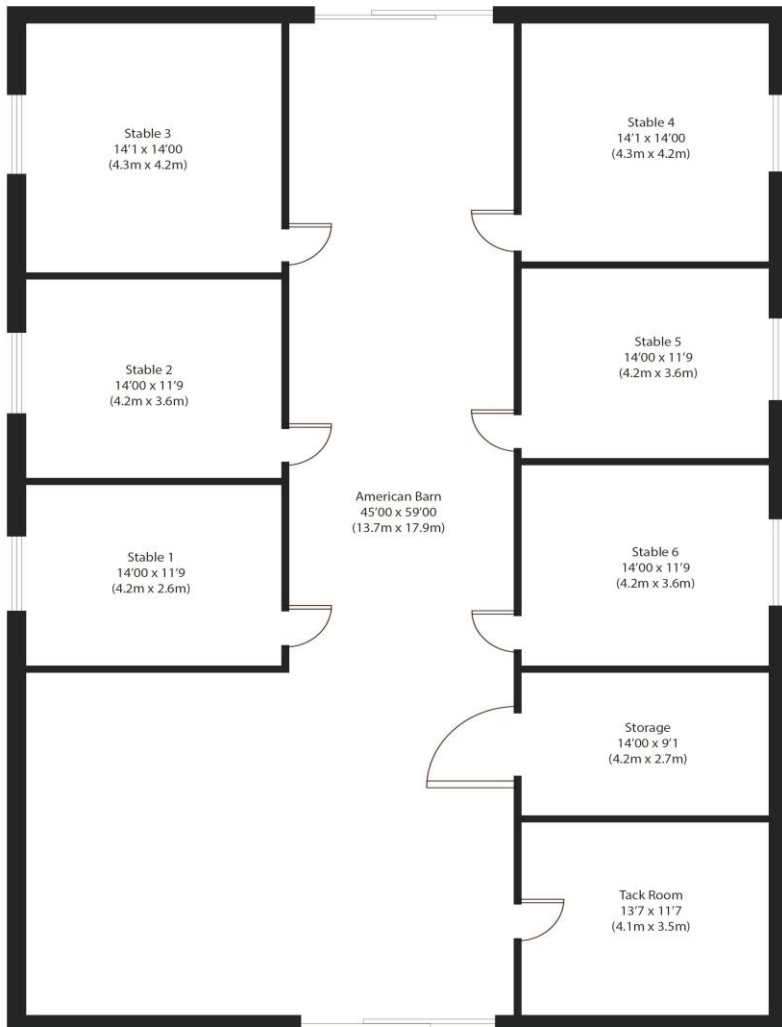 Stable 3
14'1 x 14'00
(4.3m x 4.2m)
Stable 4
14'1 x 14'00
(4.3m x 4.2m)
Stable 2
14'00 x 11'9
(4.2m x 3.6m)
Stable 5
14'00 x 11'9
(4.2m x 3.6m)
American Barn
45'00 x 59'00
(13.7m x 17.9m)
Stable 1
14'00 x 11'9
(4.2m x 2.6m)
Stable 6
14'00 x 11'9
(4.2m x 3.6m)
Storage
14'00 x 9'1
(4.2m x 2.7m)
Tack Room
13'7 x 11'7
(4.1m x 3.5m)